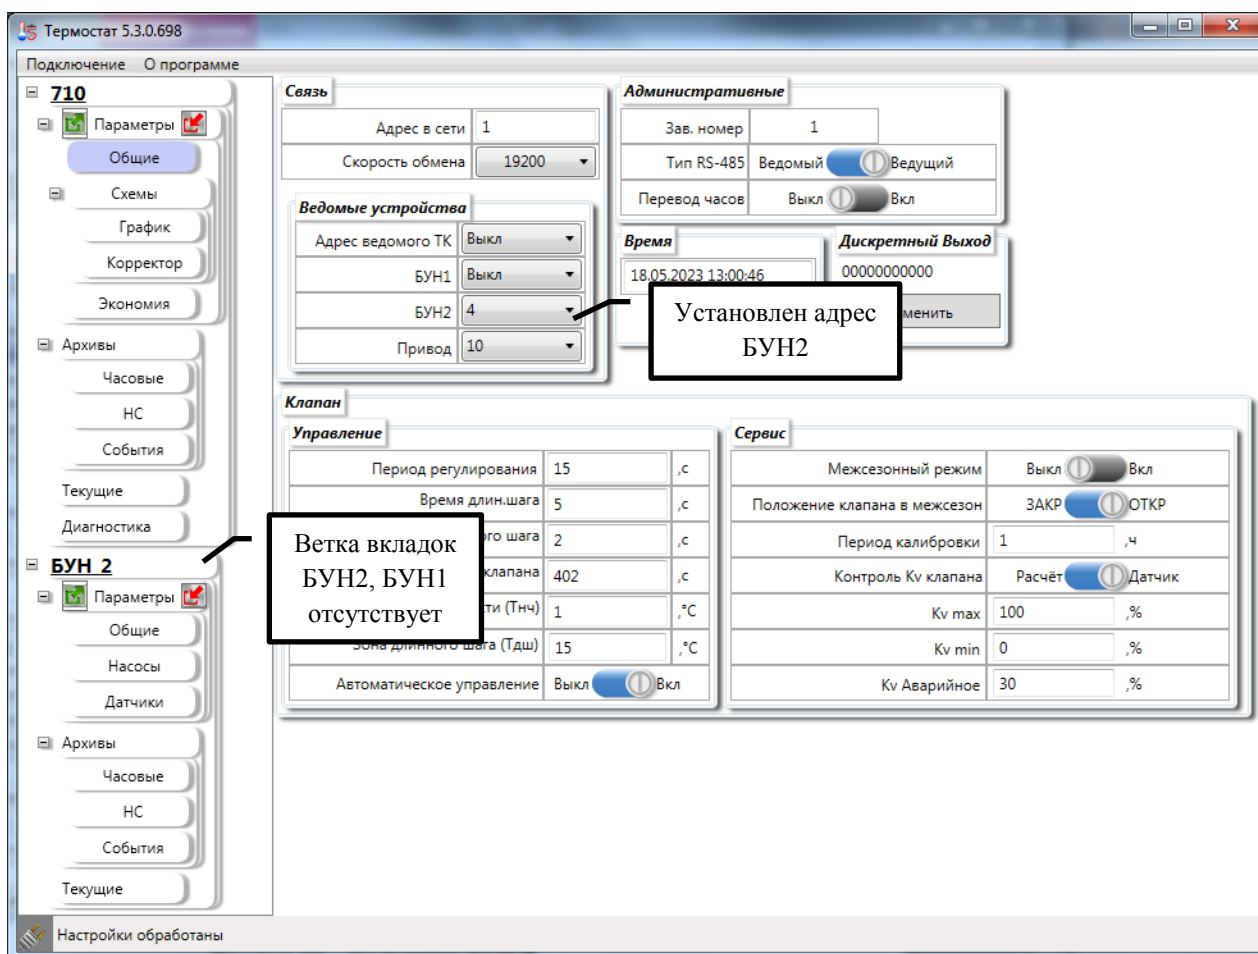 Термостат 5.3.0.698
Подключение О программе
710
Параметры
Общие
Схемы
График
Корректор
Экономия
Архивы
Часовые
НС
События
Текущие
Диагностика
БУН 2
Параметры
Общие
Насосы
Датчики
Архивы
Часовые
НС
События
Текущие
Связь
Адрес в сети 1
Скорость обмена 19200
Ведомые устройства
Адрес ведомого ТК Выкл
БУН1 Выкл
БУН2 4
Привод 10
Административные
Зав. номер 1
Тип RS-485 Ведомый Ведущий
Перевод часов Выкл Вкл
Время
18.05.2023 13:00:46
Дискретный Выход
00000000000
менить
Установлен адрес
БУН2
Ветка вкладок
БУН2, БУН1
отсутствует
Клапан
Управление
Период регулирования 15 ,с
Время длин.шага 5 ,с
го шага 2 ,с
клапана 402 ,с
ти (Тнч) 1 ,°С
Зона длинного шага (Тдш) 15 ,°С
Автоматическое управление Выкл Вкл
Сервис
Межсезонный режим Выкл Вкл
Положение клапана в межсезон ЗАКР ОТКР
Период калибровки 1 ,ч
Контроль Kv клапана Расчёт Датчик
Kv max 100 ,%
Kv min 0 ,%
Kv Аварийное 30 ,%
Настройки обработаны